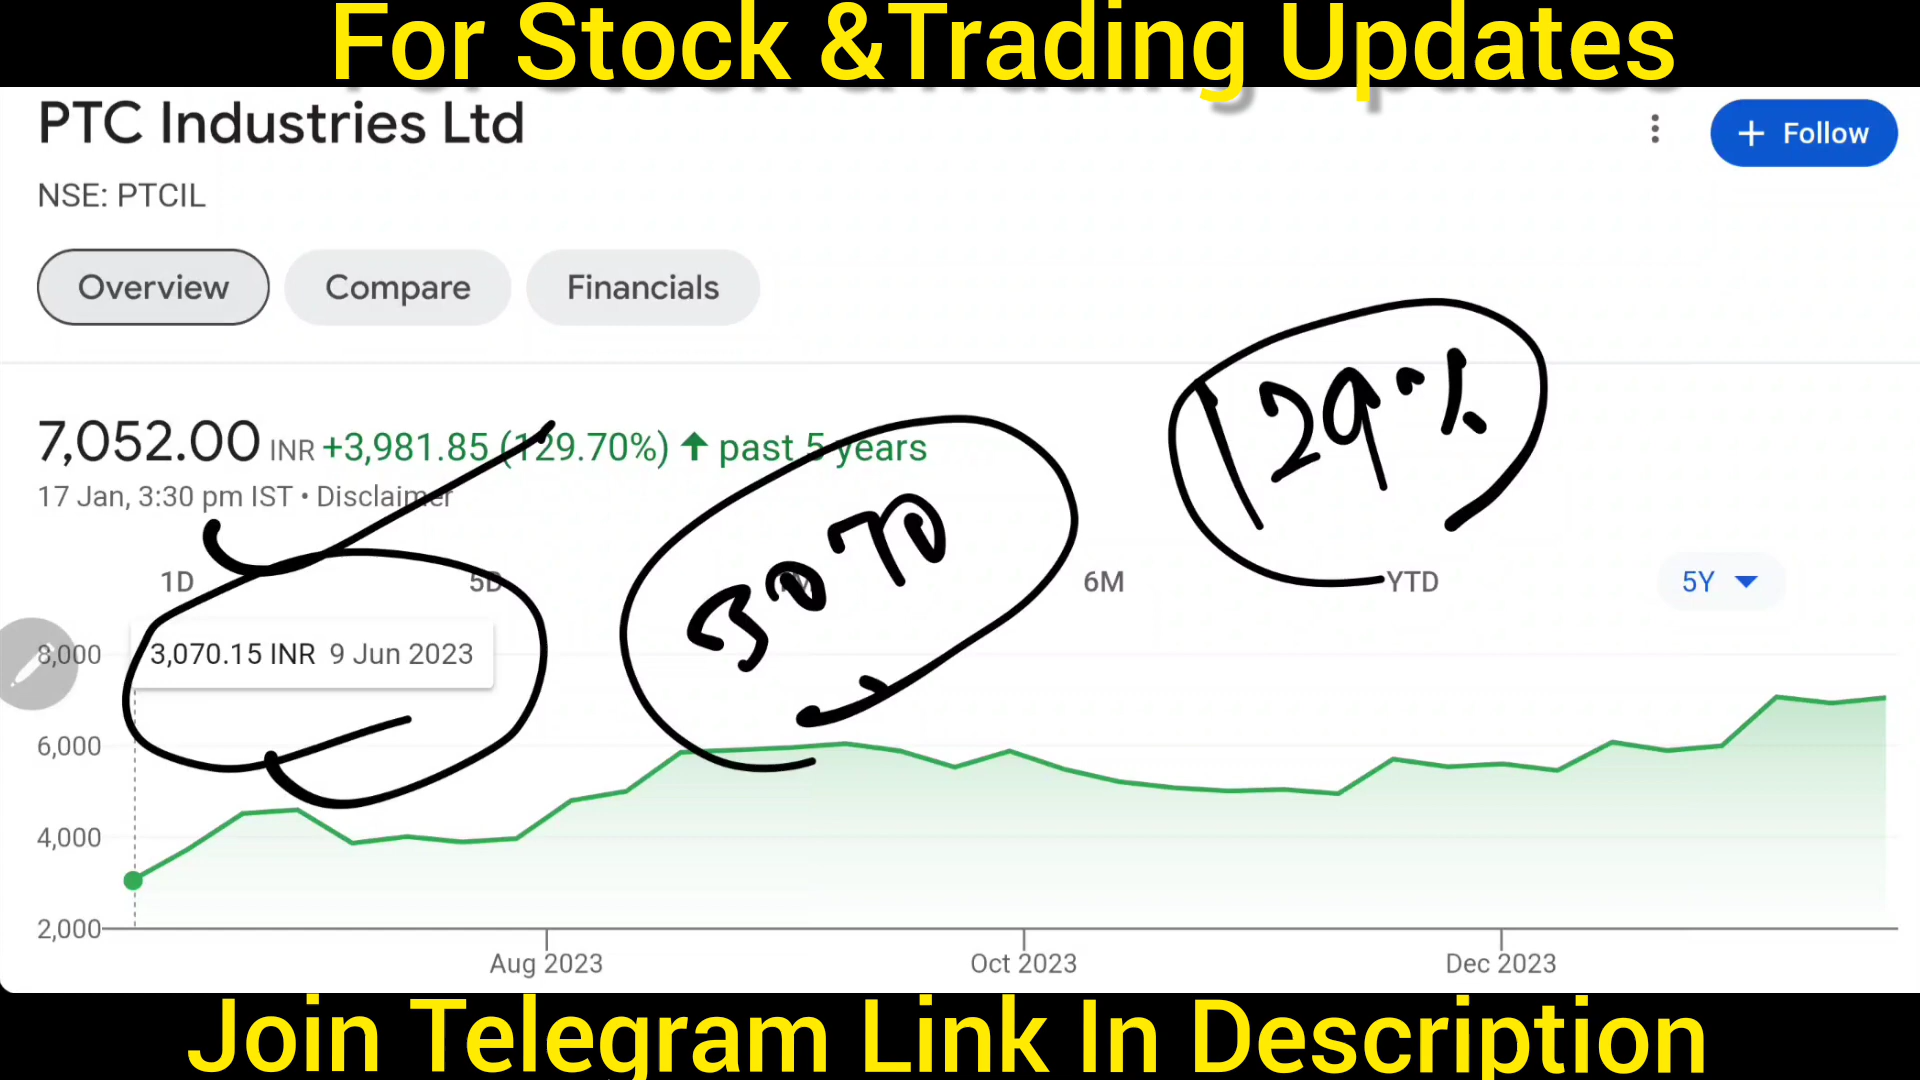 For Stock &Trading Updates
PTC Industries Ltd
+ Follow
NSE: PTCIL
Overview Compare Financials
129%
7,052.00 INR +3,981.85 (129.70%) ↑ past 5 years
17 Jan, 3:30 pm IST • Disclaimer
3070
1D 5D 6M YTD 5Y
3,070.15 INR 9 Jun 2023
8,000
6,000
4,000
2,000
Aug 2023 Oct 2023 Dec 2023
Join Telegram Link In Description